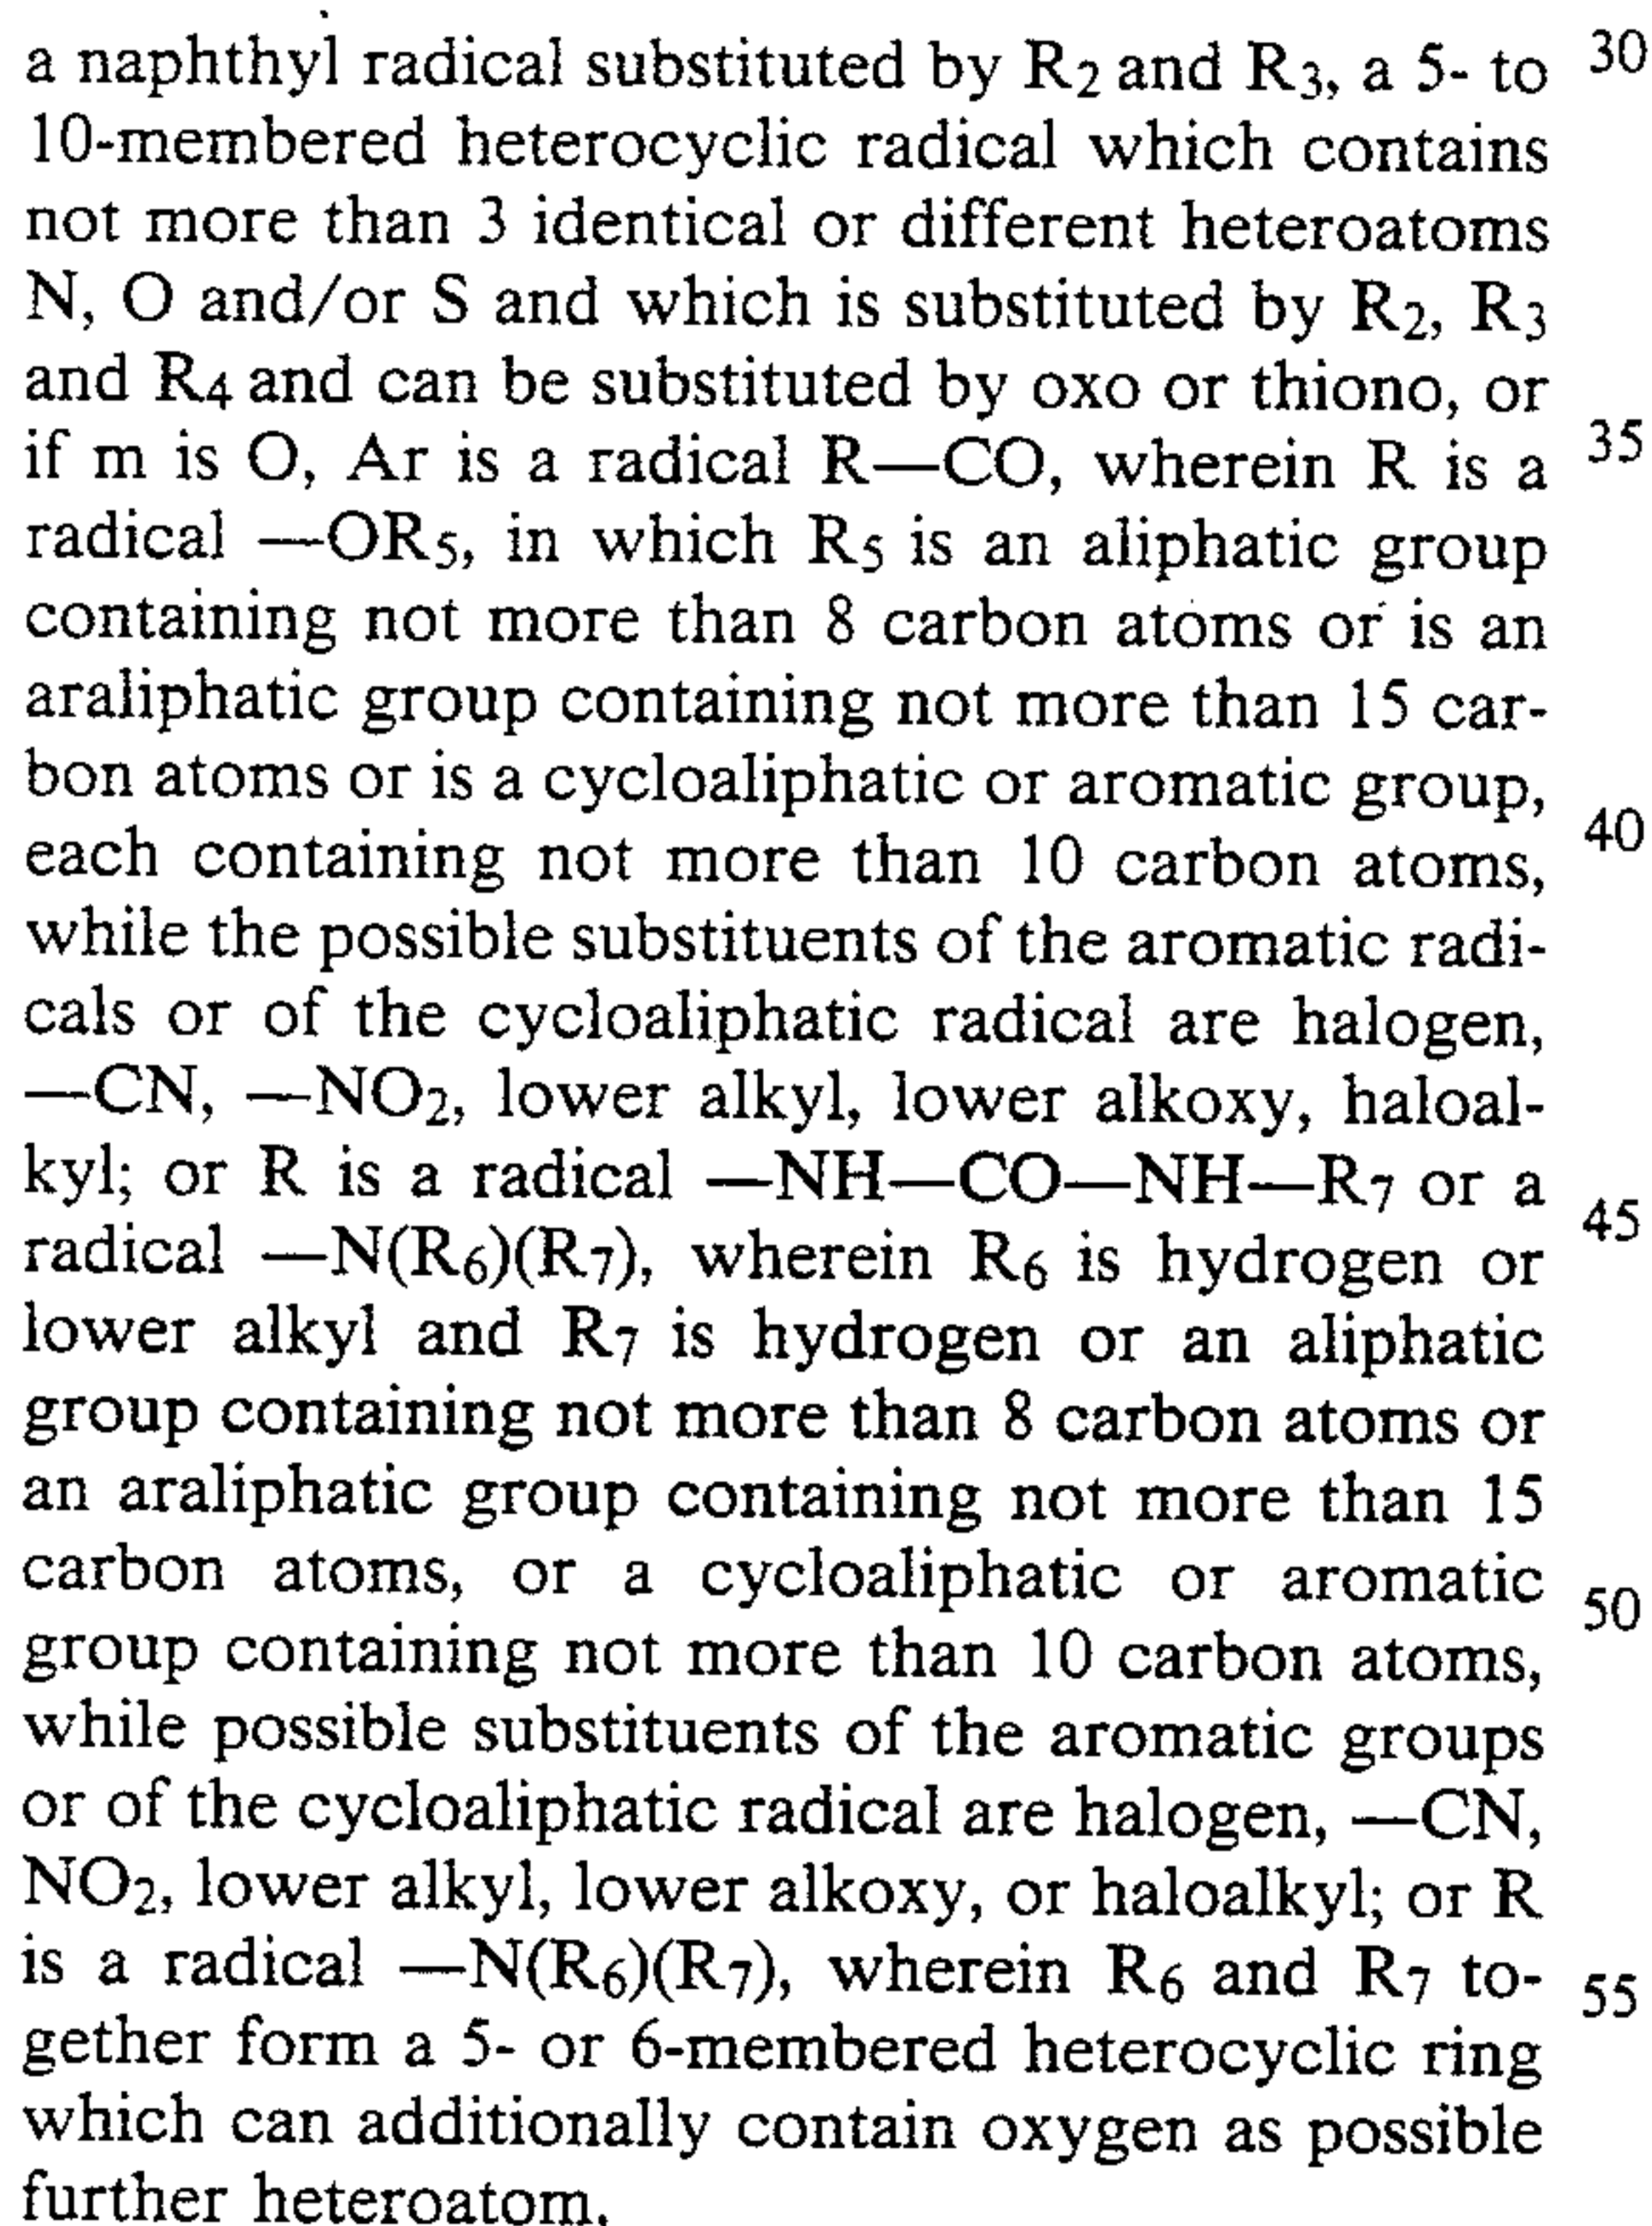 a naphthyl radical substituted by R₂ and R₃, a 5- to 30
10-membered heterocyclic radical which contains
not more than 3 identical or different heteroatoms
N, O and/or S and which is substituted by R₂, R₃
and R₄ and can be substituted by oxo or thiono, or
if m is O, Ar is a radical R—CO, wherein R is a 35
radical —OR₅, in which R₅ is an aliphatic group
containing not more than 8 carbon atoms or is an
araliphatic group containing not more than 15 car-
bon atoms or is a cycloaliphatic or aromatic group,
each containing not more than 10 carbon atoms, 40
while the possible substituents of the aromatic radi-
cals or of the cycloaliphatic radical are halogen,
—CN, —NO₂, lower alkyl, lower alkoxy, haloal-
kyl; or R is a radical —NH—CO—NH—R₇ or a
radical —N(R₆)(R₇), wherein R₆ is hydrogen or 45
lower alkyl and R₇ is hydrogen or an aliphatic
group containing not more than 8 carbon atoms or
an araliphatic group containing not more than 15
carbon atoms, or a cycloaliphatic or aromatic 50
group containing not more than 10 carbon atoms,
while possible substituents of the aromatic groups
or of the cycloaliphatic radical are halogen, —CN,
NO₂, lower alkyl, lower alkoxy, or haloalkyl; or R
is a radical —N(R₆)(R₇), wherein R₆ and R₇ to- 55
gether form a 5- or 6-membered heterocyclic ring
which can additionally contain oxygen as possible
further heteroatom.